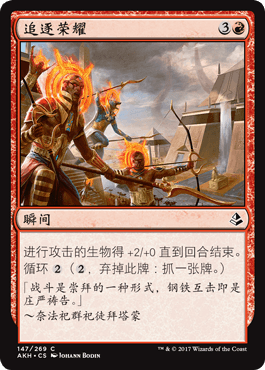 追逐荣耀 3
瞬间
进行攻击的生物得 +2/+0 直到回合结束。
循环 2（2，弃掉此牌：抓一张牌。）
「战斗是崇拜的一种形式，钢铁互击即是
庄严祷告。」
～奈法祀群祀徒拜塔蒙
147/269 C
AKH • CS Johann Bodin
™ & © 2017 Wizards of the Coast